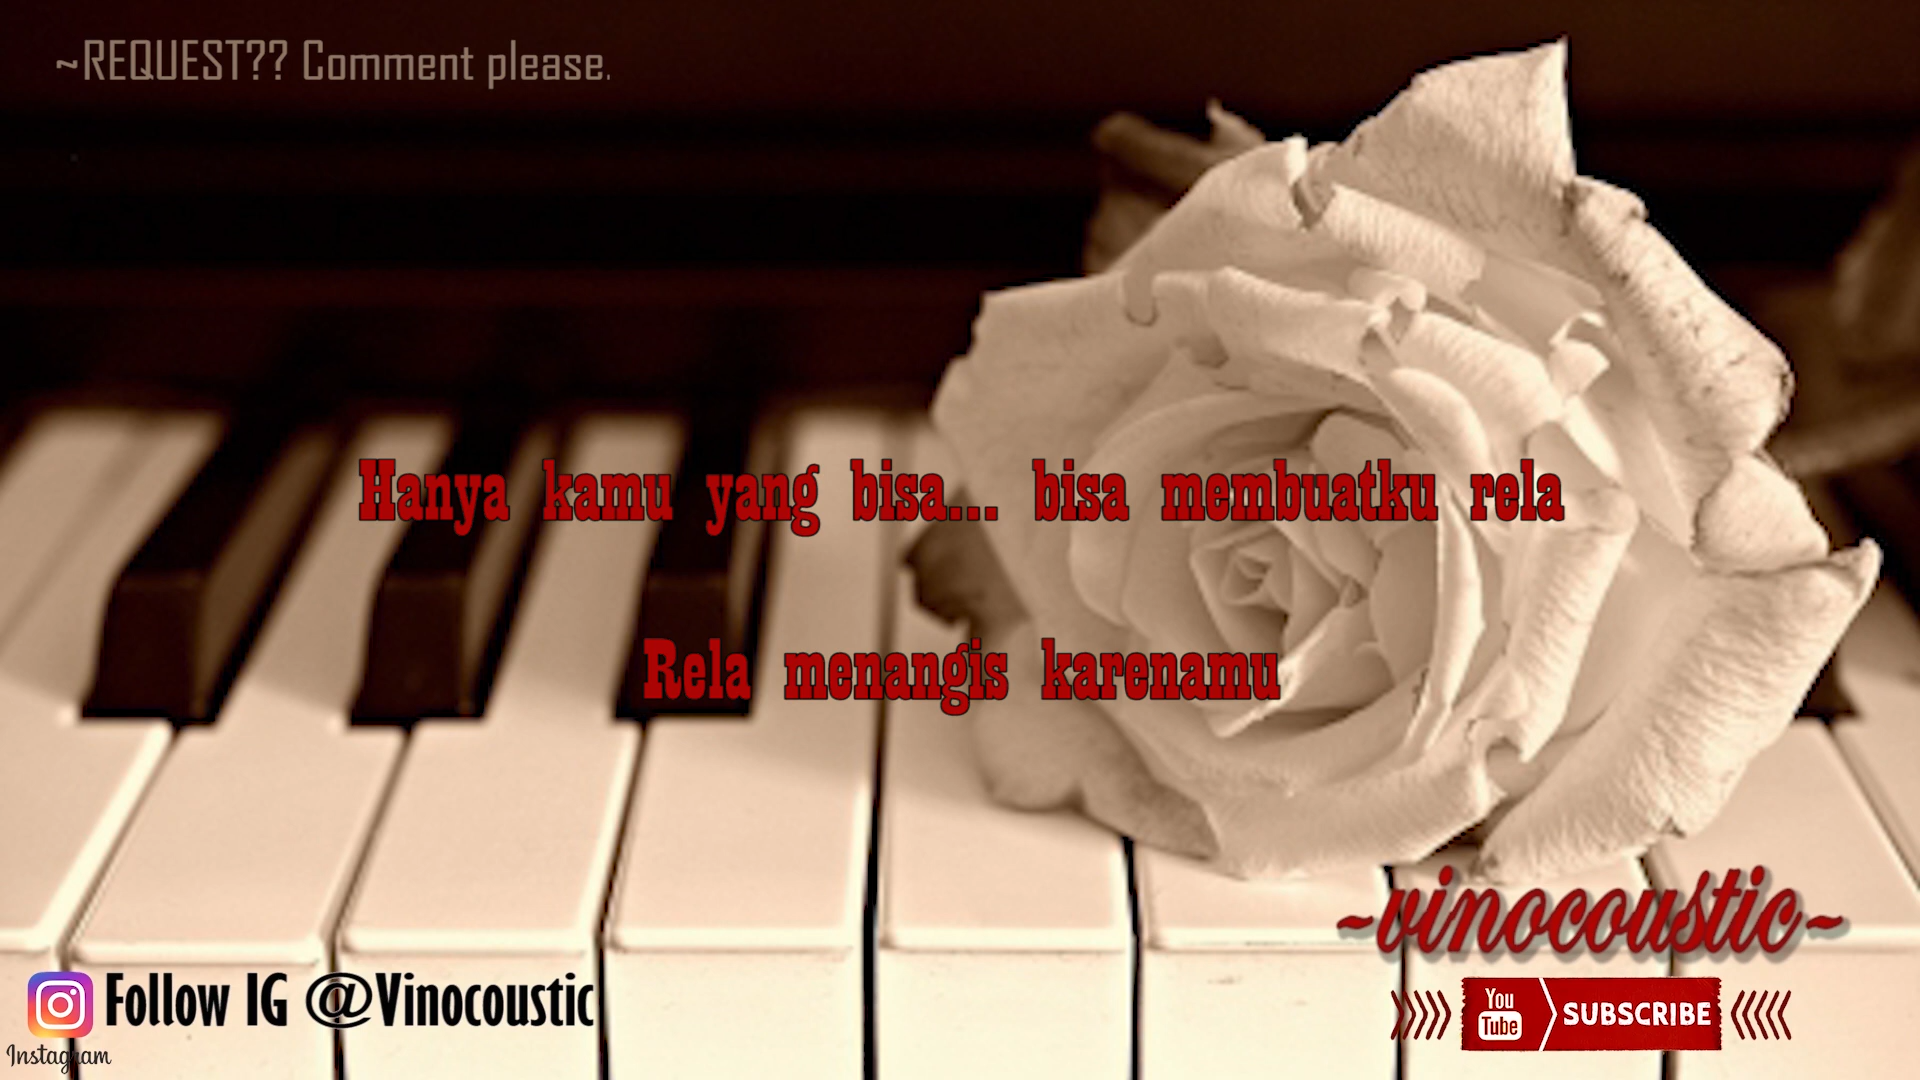 ~REQUEST?? Comment please.
Hanya kamu yang bisa... bisa membuatku rela
Rela menangis karenamu
~vinocoustic~
Follow IG @Vinocoustic
Instagram
You
Tube
SUBSCRIBE